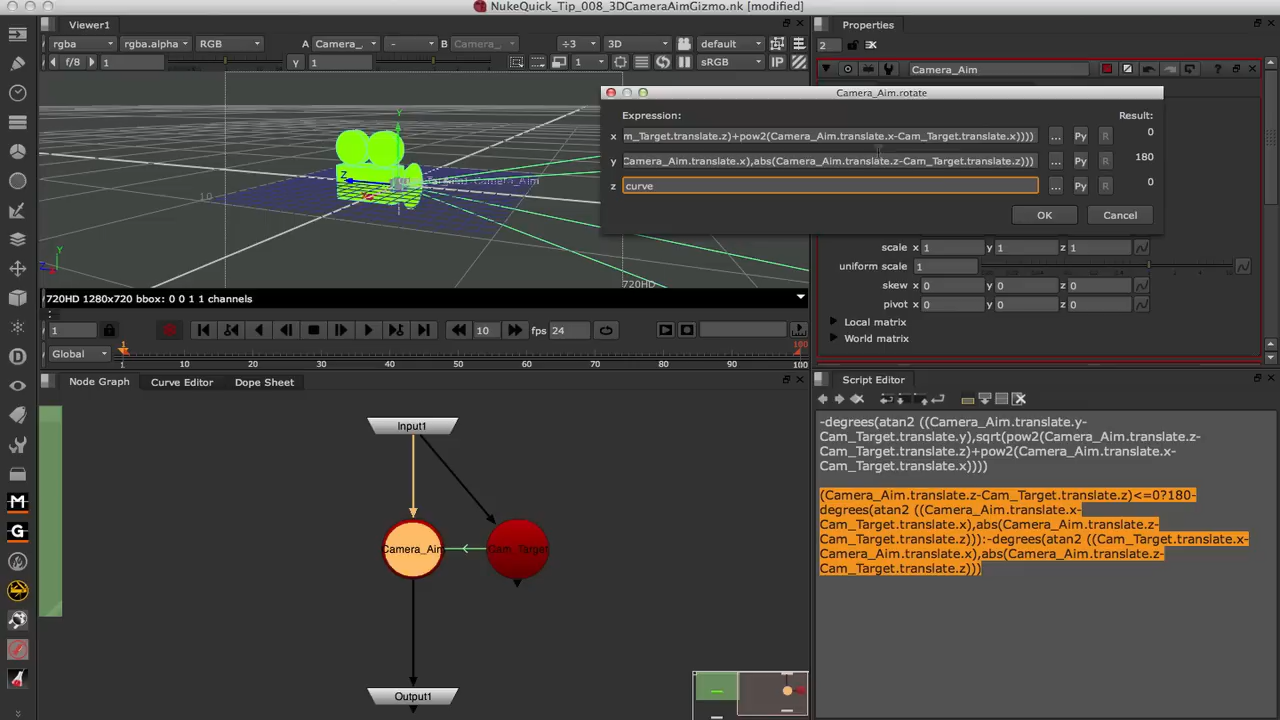 NukeQuick_Tip_008_3DCameraAimGizmo.nk [modified]
Viewer1
Properties
rgba
rgba.alpha
RGB
A
Camera_
-
B
Camera_
÷3
3D
default
2
f/8
1
Y
1
1
sRGB
IP
Camera_Aim
?
Camera_Aim.rotate
Expression:
Result:
x
m_Target.translate.z)+pow2(Camera_Aim.translate.x-Cam_Target.translate.x))))
...
Py
R
0
y
Camera_Aim.translate.x),abs(Camera_Aim.translate.z-Cam_Target.translate.z)))
...
Py
R
180
z
curve
...
Py
R
0
OK
Cancel
Y
Z
Camera_Aim
1.0
Y
Z
720HD
scale x 1 y 1 z 1
uniform scale 1
skew x 0 y 0 z 0
pivot x 0 y 0 z 0
Local matrix
World matrix
720HD 1280x720 bbox: 0 0 1 1 channels
1
10
fps 24
Global
1
10
20
30
40
50
60
70
80
90
100
100
Node Graph
Curve Editor
Dope Sheet
Script Editor
Input1
Camera_Aim
Cam_Target
Output1
-degrees(atan2 ((Camera_Aim.translate.y-
Cam_Target.translate.y),sqrt(pow2(Camera_Aim.translate.z-
Cam_Target.translate.z)+pow2(Camera_Aim.translate.x-
Cam_Target.translate.x))))
(Camera_Aim.translate.z-Cam_Target.translate.z)<=0?180-
degrees(atan2 ((Camera_Aim.translate.x-
Cam_Target.translate.x),abs(Camera_Aim.translate.z-
Cam_Target.translate.z))):-degrees(atan2 ((Cam_Target.translate.x-
Camera_Aim.translate.x),abs(Camera_Aim.translate.z-
Cam_Target.translate.z)))
D
M
G